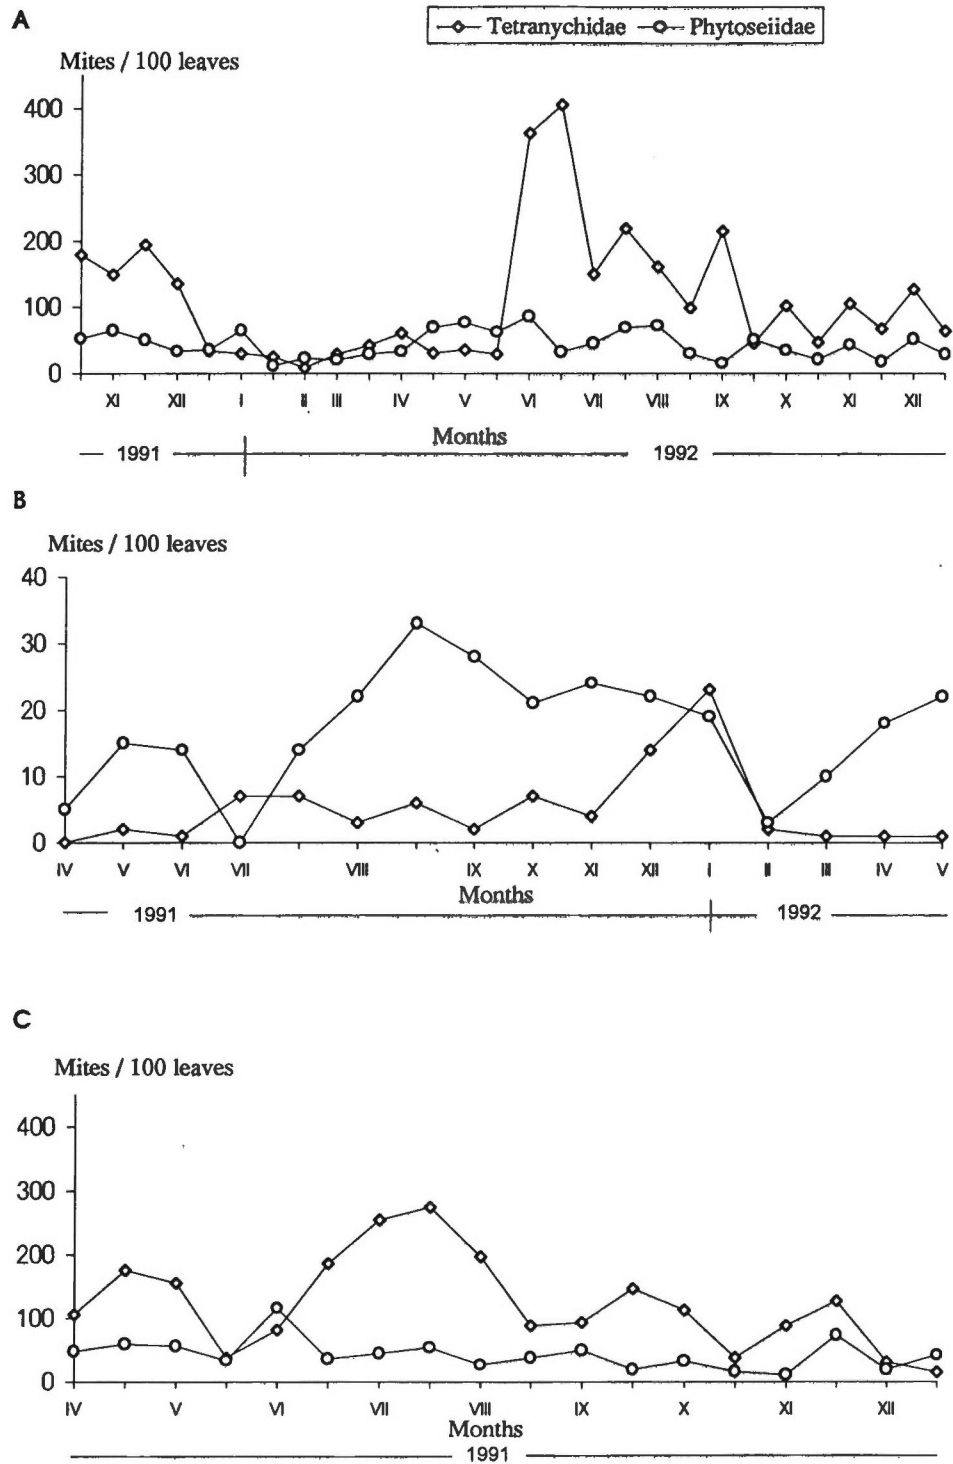 A
Tetranychidae Phytoseiidae
Mites / 100 leaves
400
300
200
100
0
XI XII I II III IV V VI VII VIII IX X XI XII
Months
1991 1992
B
Mites / 100 leaves
40
30
20
10
0
IV V VI VII VIII IX X XI XII I II III IV V
Months
1991 1992
C
Mites / 100 leaves
400
300
200
100
0
IV V VI VII VIII IX X XI XII
Months
1991